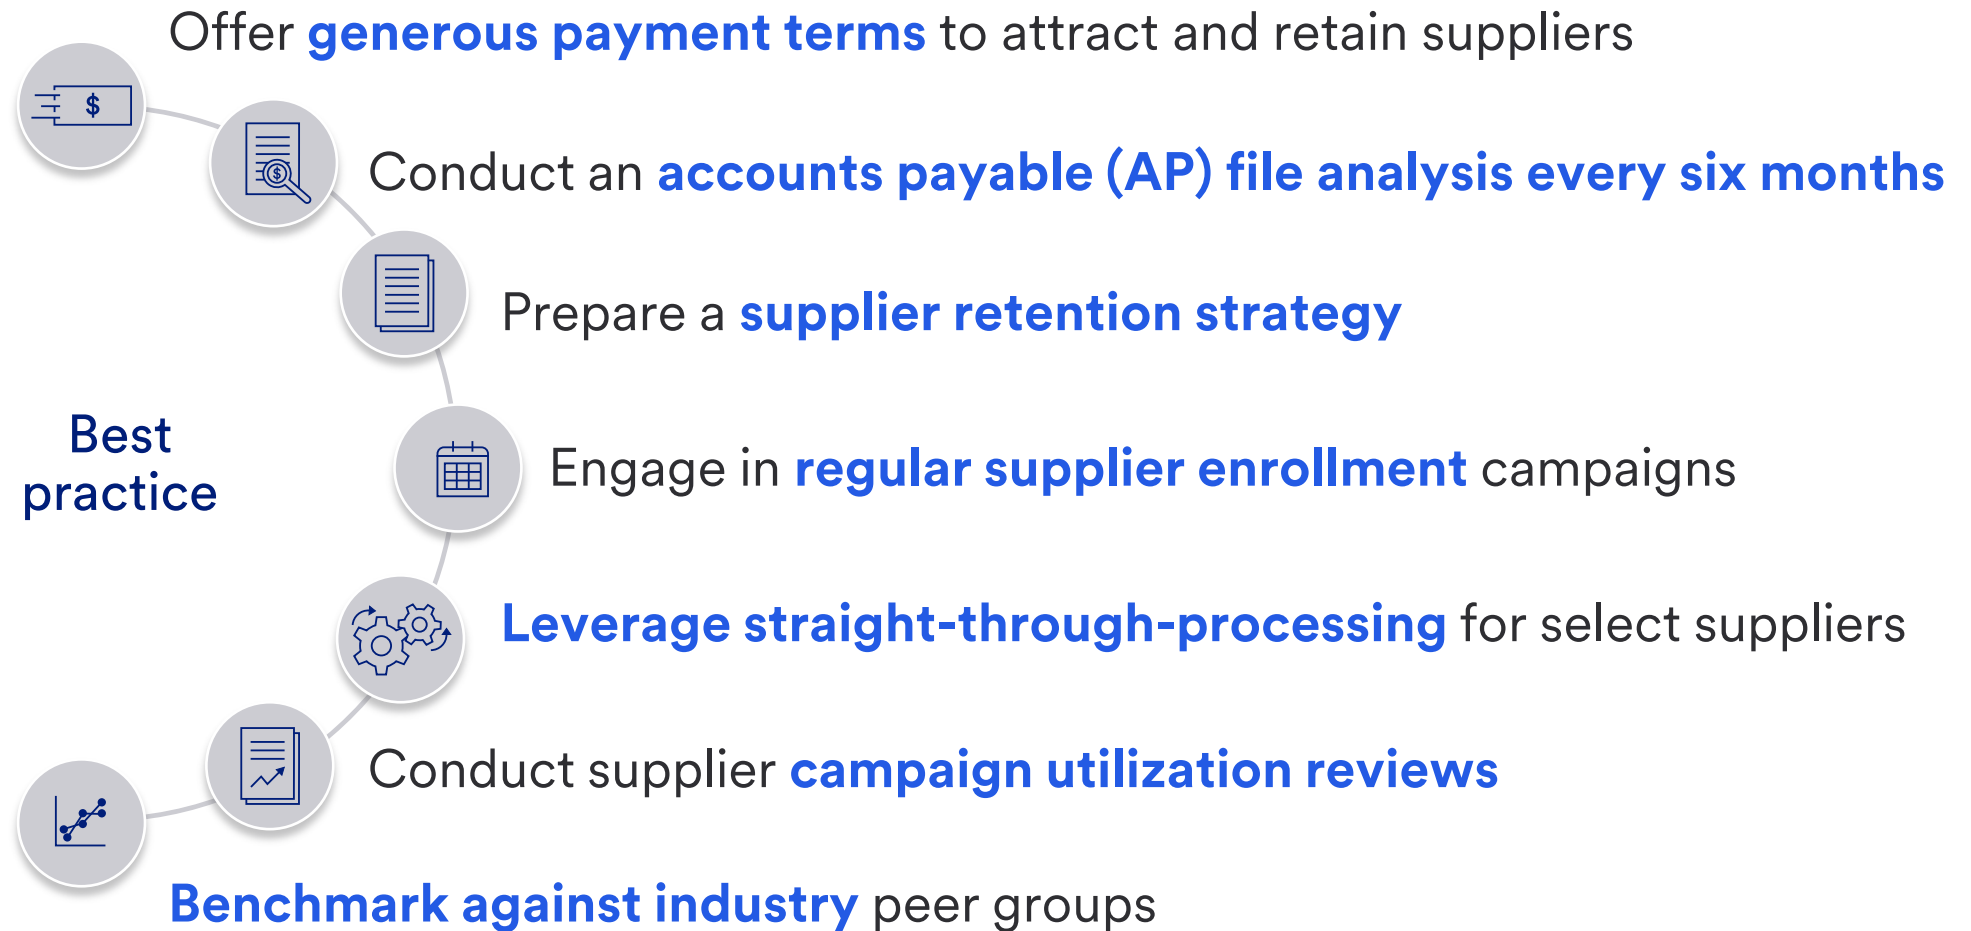 Offer generous payment terms to attract and retain suppliers
$
$
Conduct an accounts payable (AP) file analysis every six months
Prepare a supplier retention strategy
Best
practice
Engage in regular supplier enrollment campaigns
Leverage straight-through-processing for select suppliers
Conduct supplier campaign utilization reviews
Benchmark against industry peer groups